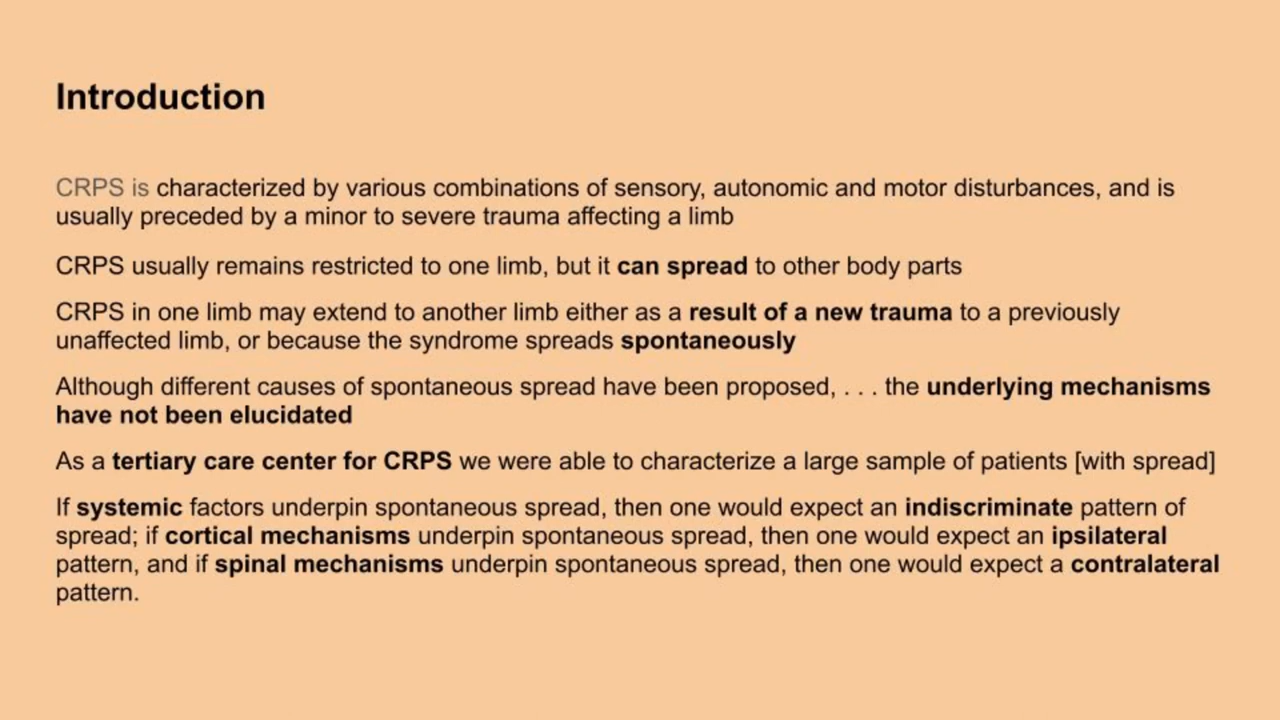 Introduction
CRPS is characterized by various combinations of sensory, autonomic and motor disturbances, and is
usually preceded by a minor to severe trauma affecting a limb
CRPS usually remains restricted to one limb, but it can spread to other body parts
CRPS in one limb may extend to another limb either as a result of a new trauma to a previously
unaffected limb, or because the syndrome spreads spontaneously
Although different causes of spontaneous spread have been proposed, . . . the underlying mechanisms
have not been elucidated
As a tertiary care center for CRPS we were able to characterize a large sample of patients [with spread]
If systemic factors underpin spontaneous spread, then one would expect an indiscriminate pattern of
spread; if cortical mechanisms underpin spontaneous spread, then one would expect an ipsilateral
pattern, and if spinal mechanisms underpin spontaneous spread, then one would expect a contralateral
pattern.